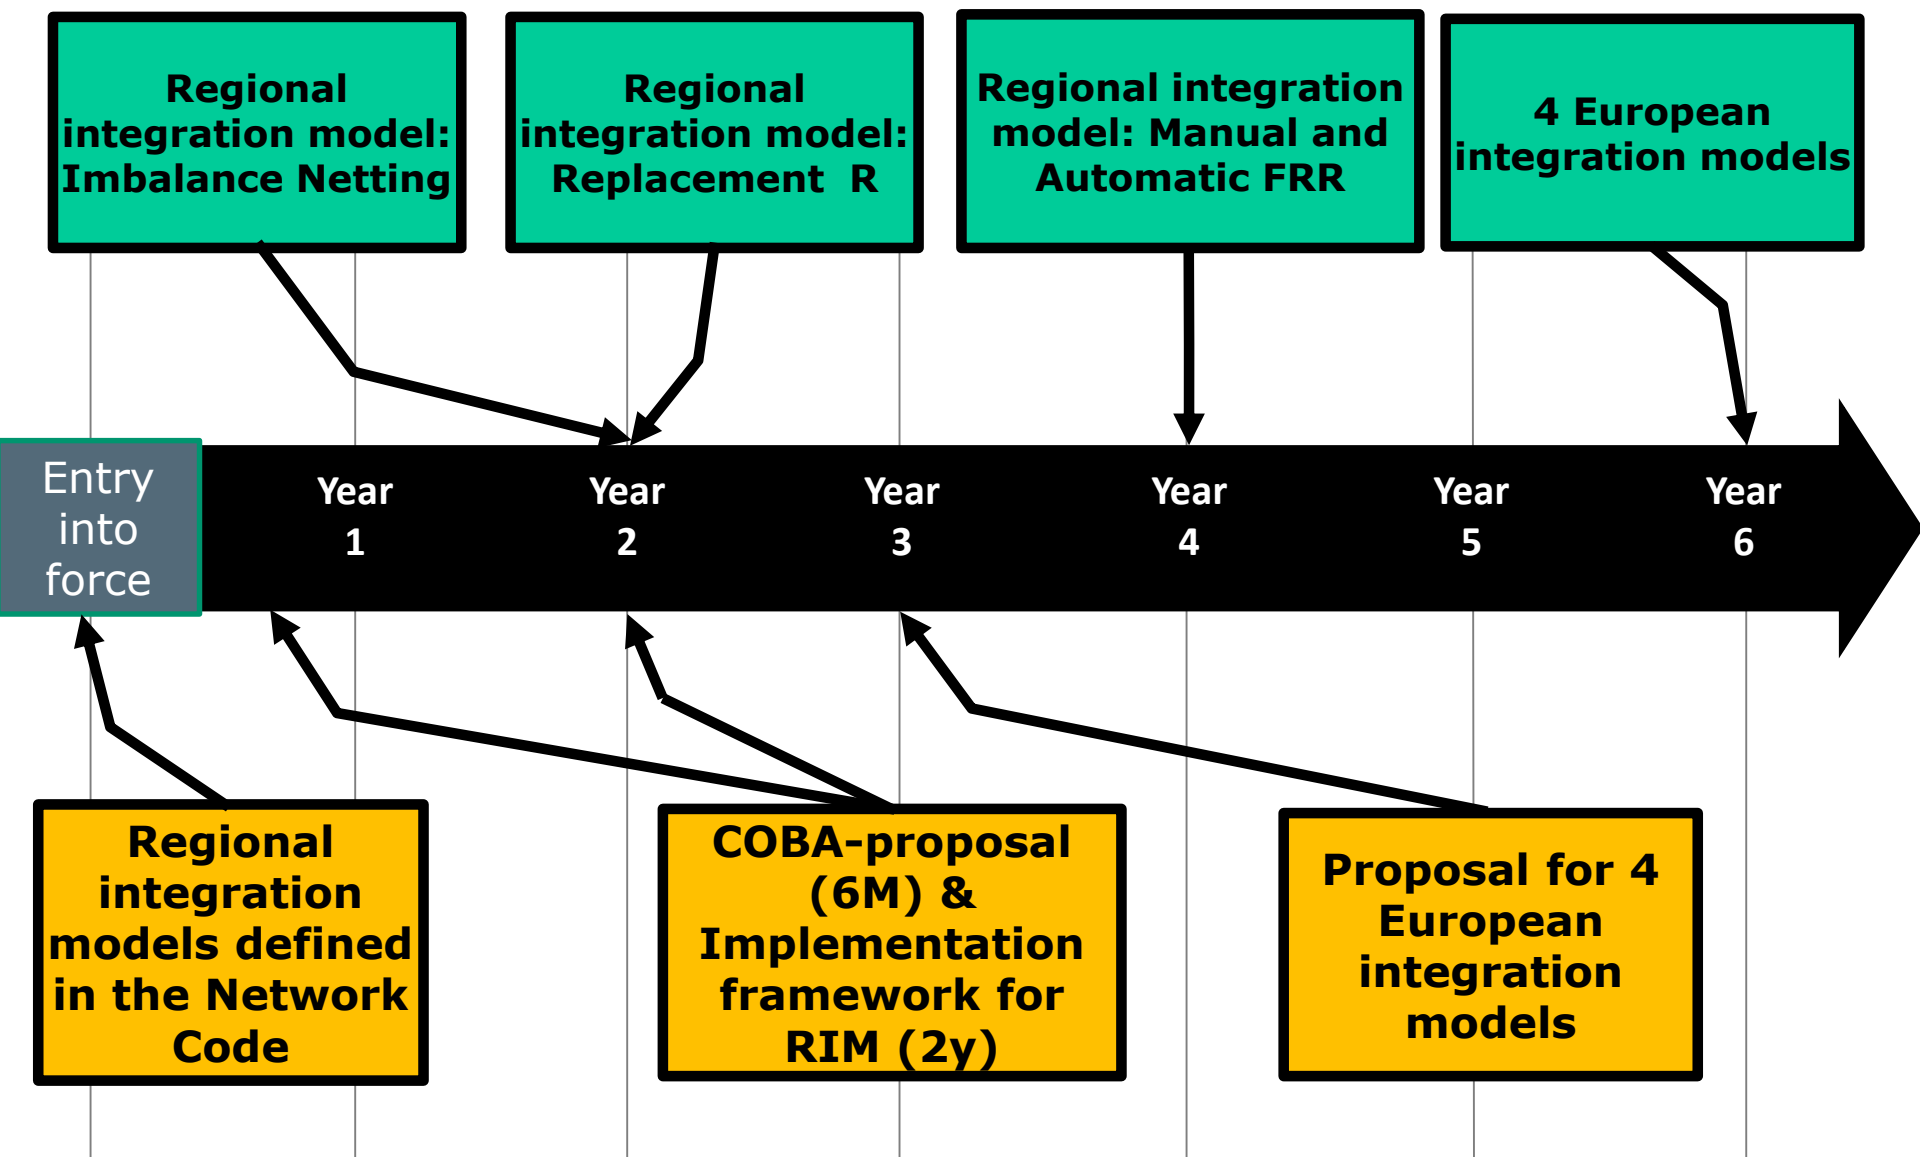 Regional
integration model:
Imbalance Netting
Regional
integration model:
Replacement  R
Regional integration
model: Manual and
Automatic FRR
4 European
integration models
Entry
into
force
Year
1
Year
2
Year
3
Year
4
Year
5
Year
6
Regional
integration
models defined
in the Network
Code
COBA-proposal
(6M) &
Implementation
framework for
RIM (2y)
Proposal for 4
European
integration
models